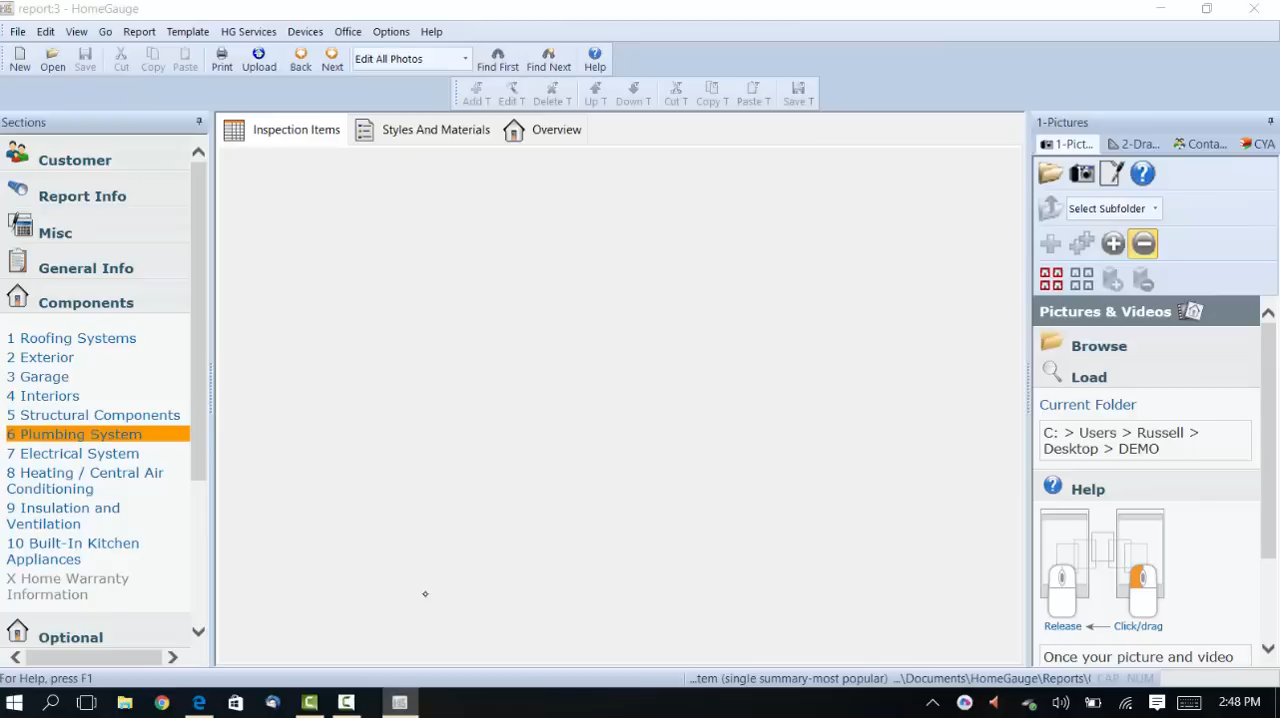 report:3 - HomeGauge
File Edit View Go Report Template HG Services Devices Office Options Help
New Open Save Cut Copy Paste Print Upload Back Next Edit All Photos Find First Find Next Help
Add T Edit T Delete T Up T Down T Cut T Copy T Paste T Save T
Sections
Customer
Report Info
Misc
General Info
Components
1 Roofing Systems
2 Exterior
3 Garage
4 Interiors
5 Structural Components
6 Plumbing System
7 Electrical System
8 Heating / Central Air
Conditioning
9 Insulation and
Ventilation
10 Built-In Kitchen
Appliances
X Home Warranty
Information
Optional
Inspection Items Styles And Materials Overview
1-Pictures
1-Pict... 2-Dra... Conta... CYA
Select Subfolder
Pictures & Videos
Browse
Load
Current Folder
C: > Users > Russell >
Desktop > DEMO
Help
Release Click/drag
Once your picture and video
For Help, press F1
...tem (single summary-most popular) ...\Documents\HomeGauge\Reports\ CAP NUM
2:48 PM